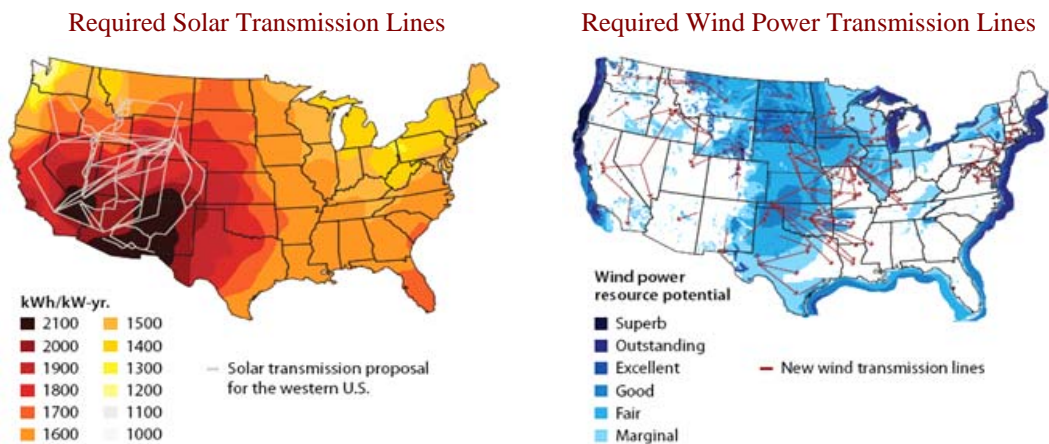 Required Solar Transmission Lines
Required Wind Power Transmission Lines
kWh/kW-yr.
2100
2000
1900
1800
1700
1600
1500
1400
1300
1200
1100
1000
Solar transmission proposal
for the western U.S.
Wind power
resource potential
Superb
Outstanding
Excellent
Good
Fair
Marginal
New wind transmission lines